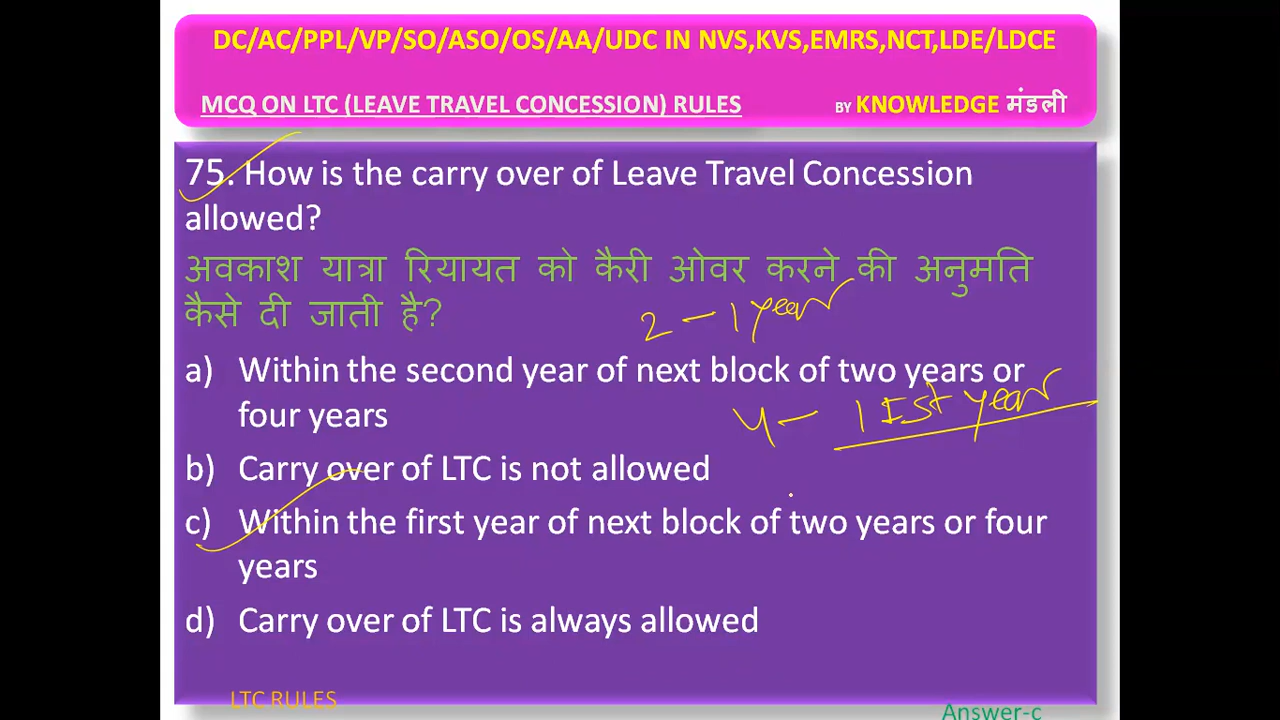 DC/AC/PPL/VP/SO/ASO/OS/AA/UDC IN NVS,KVS,EMRS,NCT,LDE/LDCE
MCQ ON LTC (LEAVE TRAVEL CONCESSION) RULES BY KNOWLEDGE मंडली
75. How is the carry over of Leave Travel Concession
allowed?
अवकाश यात्रा रियायत को कैरी ओवर करने की अनुमति
कैसे दी जाती है?
2 - 1 year
a) Within the second year of next block of two years or
four years
4 - 1 Est year
b) Carry over of LTC is not allowed
c) Within the first year of next block of two years or four
years
d) Carry over of LTC is always allowed
LTC RULES
Answer-c